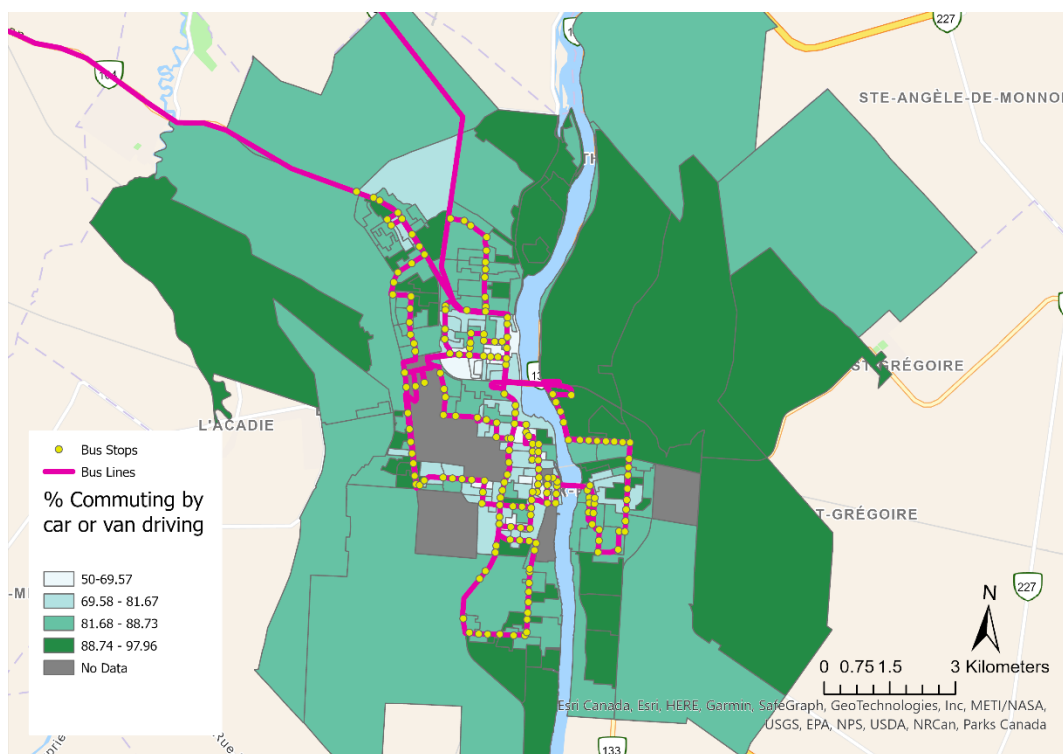 227
STE-ANGÈLE-DE-MONNO
ST-GRÉGOIRE
L'ACADIE
Bus Stops
Bus Lines
% Commuting by
car or van driving
50-69.57
69.58 - 81.67
81.68 - 88.73
88.74 - 97.96
No Data
T-GRÉGOIRE
227
N
0 0.75 1.5 3 Kilometers
Esri Canada, Esri, HERE, Garmin, SafeGraph, GeoTechnologies, Inc, METI/NASA,
USGS, EPA, NPS, USDA, NRCan, Parks Canada
133